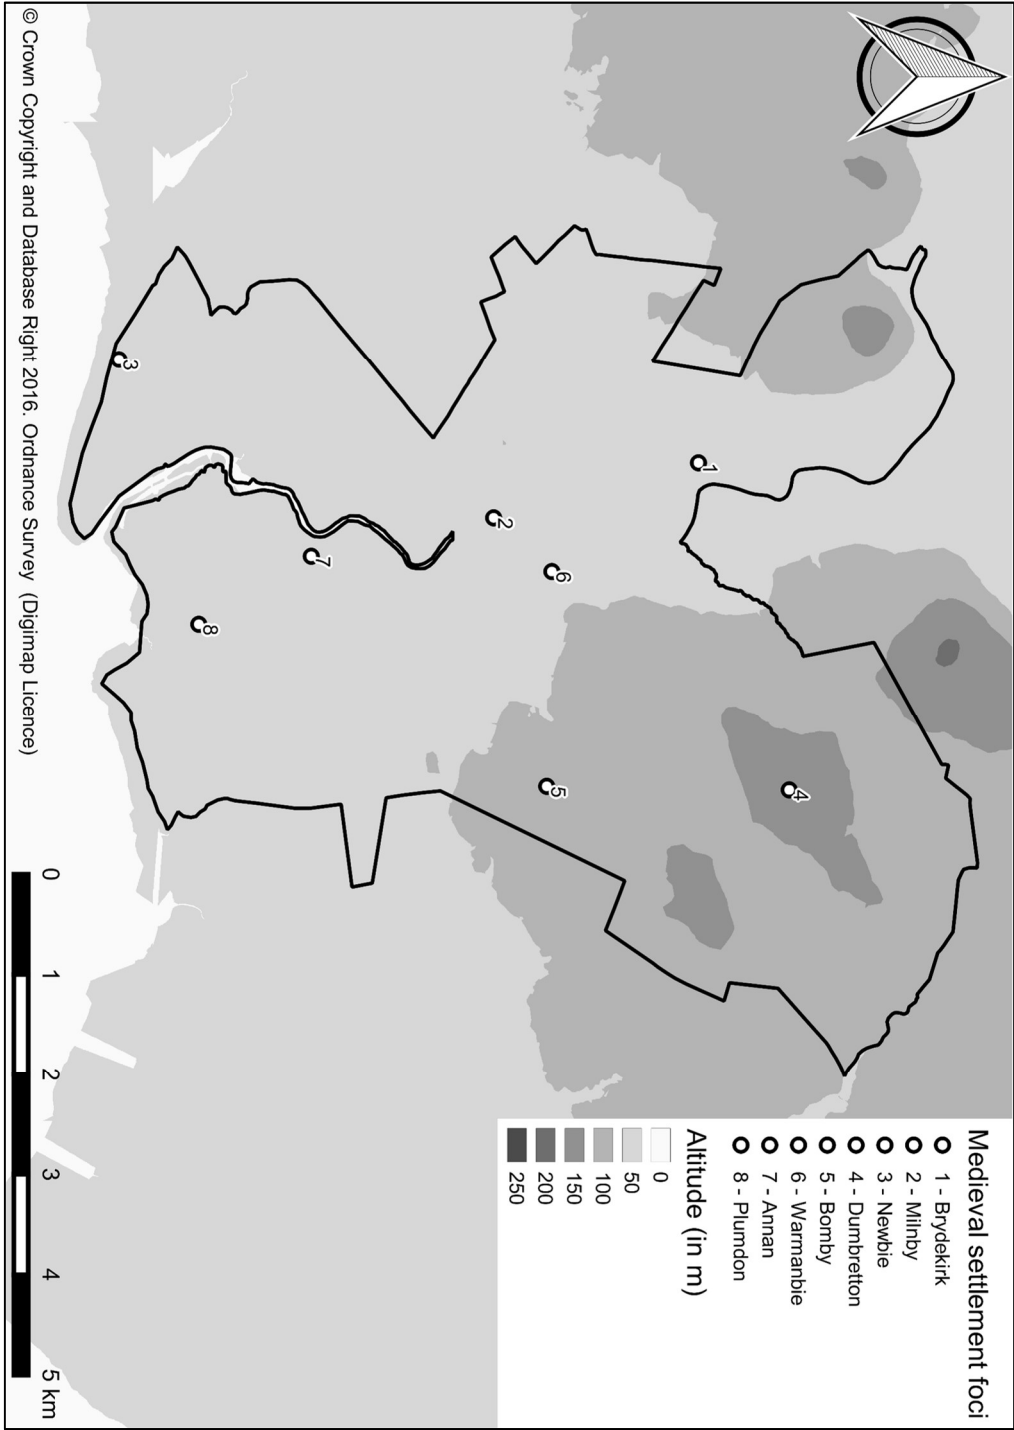 Medieval settlement foci
1 - Brydekirk
2 - Milnby
3 - Newbie
4 - Dumbretton
5 - Bomby
6 - Warmanbie
7 - Annan
8 - Plumdon
Altitude (in m)
0
50
100
150
200
250
1
2
3
4
5
6
7
8
0 1 2 3 4 5 km
© Crown Copyright and Database Right 2016. Ordnance Survey (Digimap Licence)